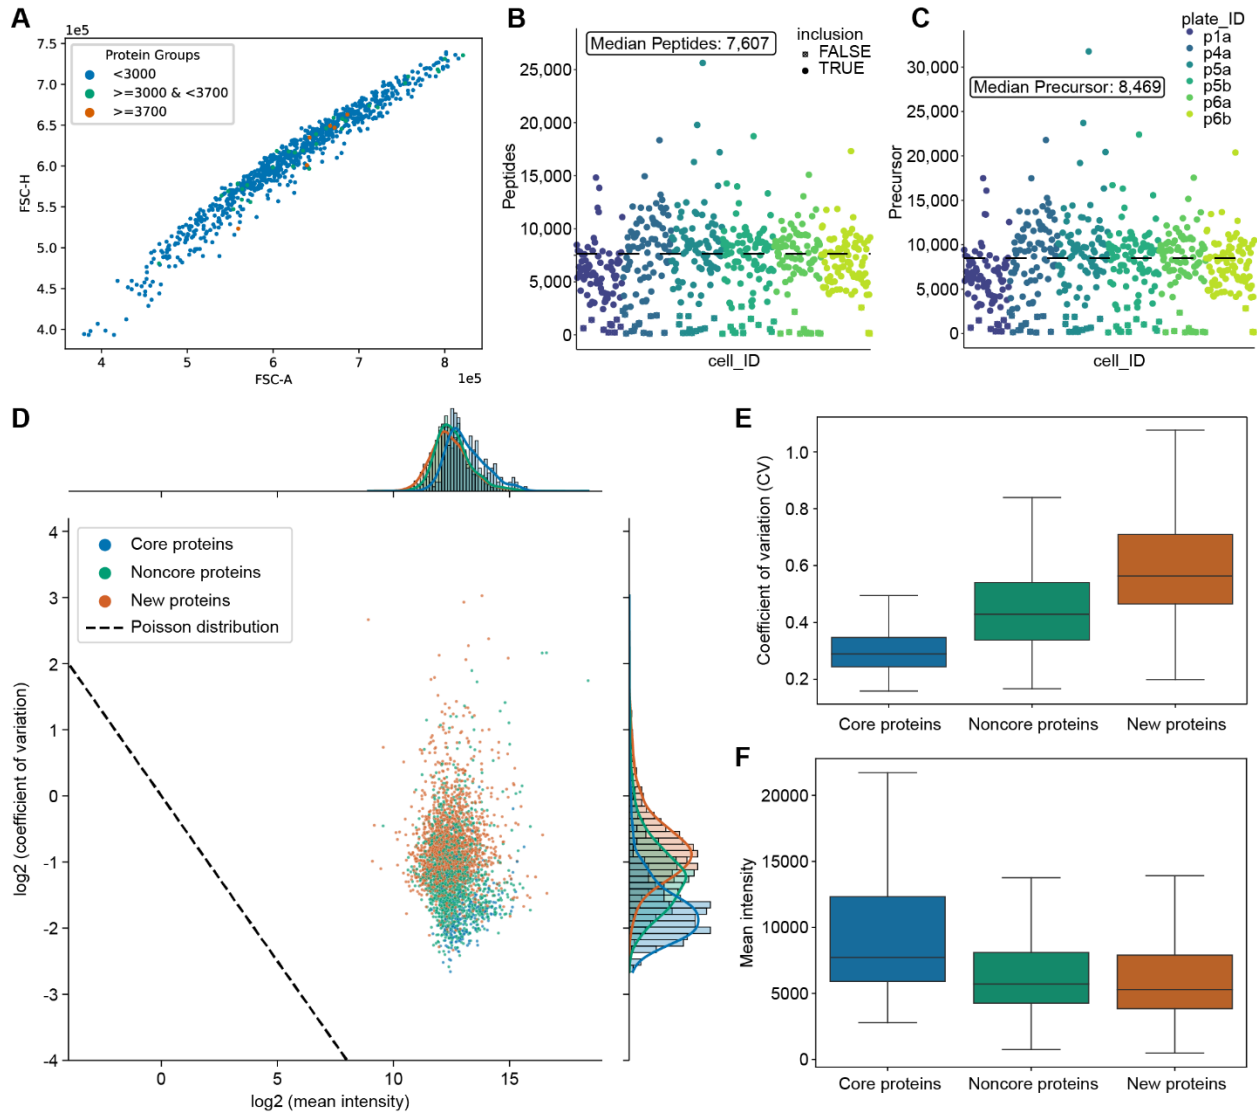 A
1e5
7.5
7.0
6.5
6.0
5.5
5.0
4.5
4.0
FSC-H
Protein Groups
<3000
>=3000 & <3700
>=3700
4
5
6
7
8
FSC-A
1e5
B
Median Peptides: 7,607
inclusion
FALSE
TRUE
25,000
20,000
15,000
10,000
5,000
0
Peptides
cell_ID
C
plate_ID
p1a
p4a
p5a
p5b
p6a
p6b
Median Precursor: 8,469
30,000
25,000
20,000
15,000
10,000
5,000
0
Precursor
cell_ID
D
4
3
2
1
0
-1
-2
-3
-4
log2 (coefficient of variation)
Core proteins
Noncore proteins
New proteins
Poisson distribution
0
5
10
15
log2 (mean intensity)
E
1.0
0.8
0.6
0.4
0.2
Coefficient of variation (CV)
Core proteins
Noncore proteins
New proteins
F
20000
15000
10000
5000
0
Mean intensity
Core proteins
Noncore proteins
New proteins